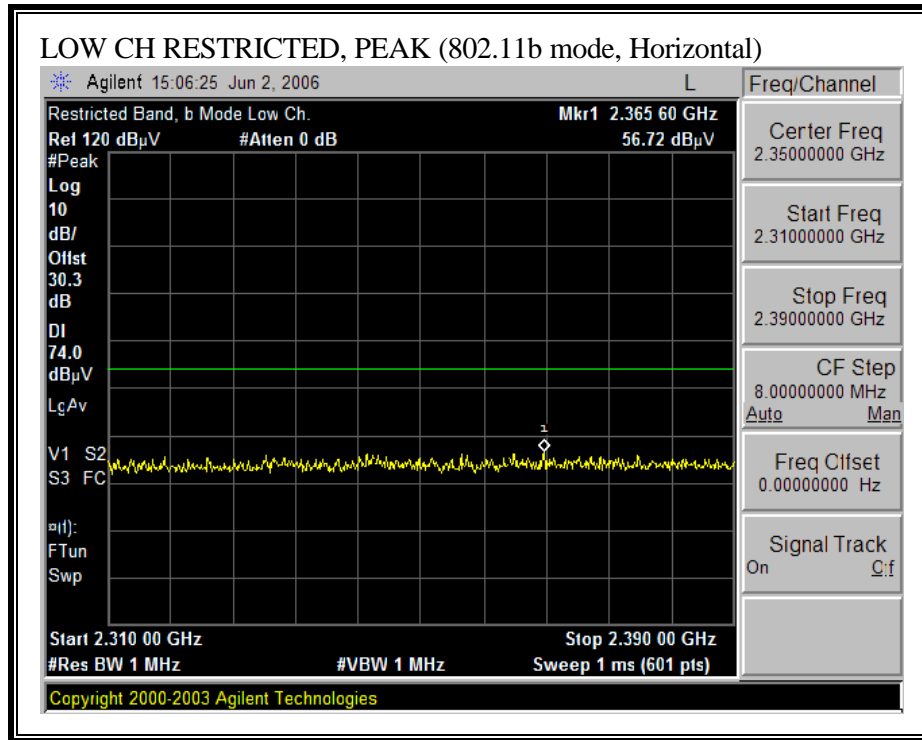 LOW CH RESTRICTED, PEAK (802.11b mode, Horizontal)
Agilent 15:06:25 Jun 2, 2006 L
Restricted Band, b Mode Low Ch. Mkr1 2.365 60 GHz
Ref 120 dBµV #Atten 0 dB 56.72 dBµV
#Peak
Log
10
dB/
Offst
30.3
dB
DI
74.0
dBµV
LgAv
1
V1 S2
S3 FC
¤(f):
FTun
Swp
Start 2.310 00 GHz Stop 2.390 00 GHz
#Res BW 1 MHz #VBW 1 MHz Sweep 1 ms (601 pts)
Copyright 2000-2003 Agilent Technologies
Freq/Channel
Center Freq
2.35000000 GHz
Start Freq
2.31000000 GHz
Stop Freq
2.39000000 GHz
CF Step
8.00000000 MHz
Auto Man
Freq Offset
0.00000000 Hz
Signal Track
On Off